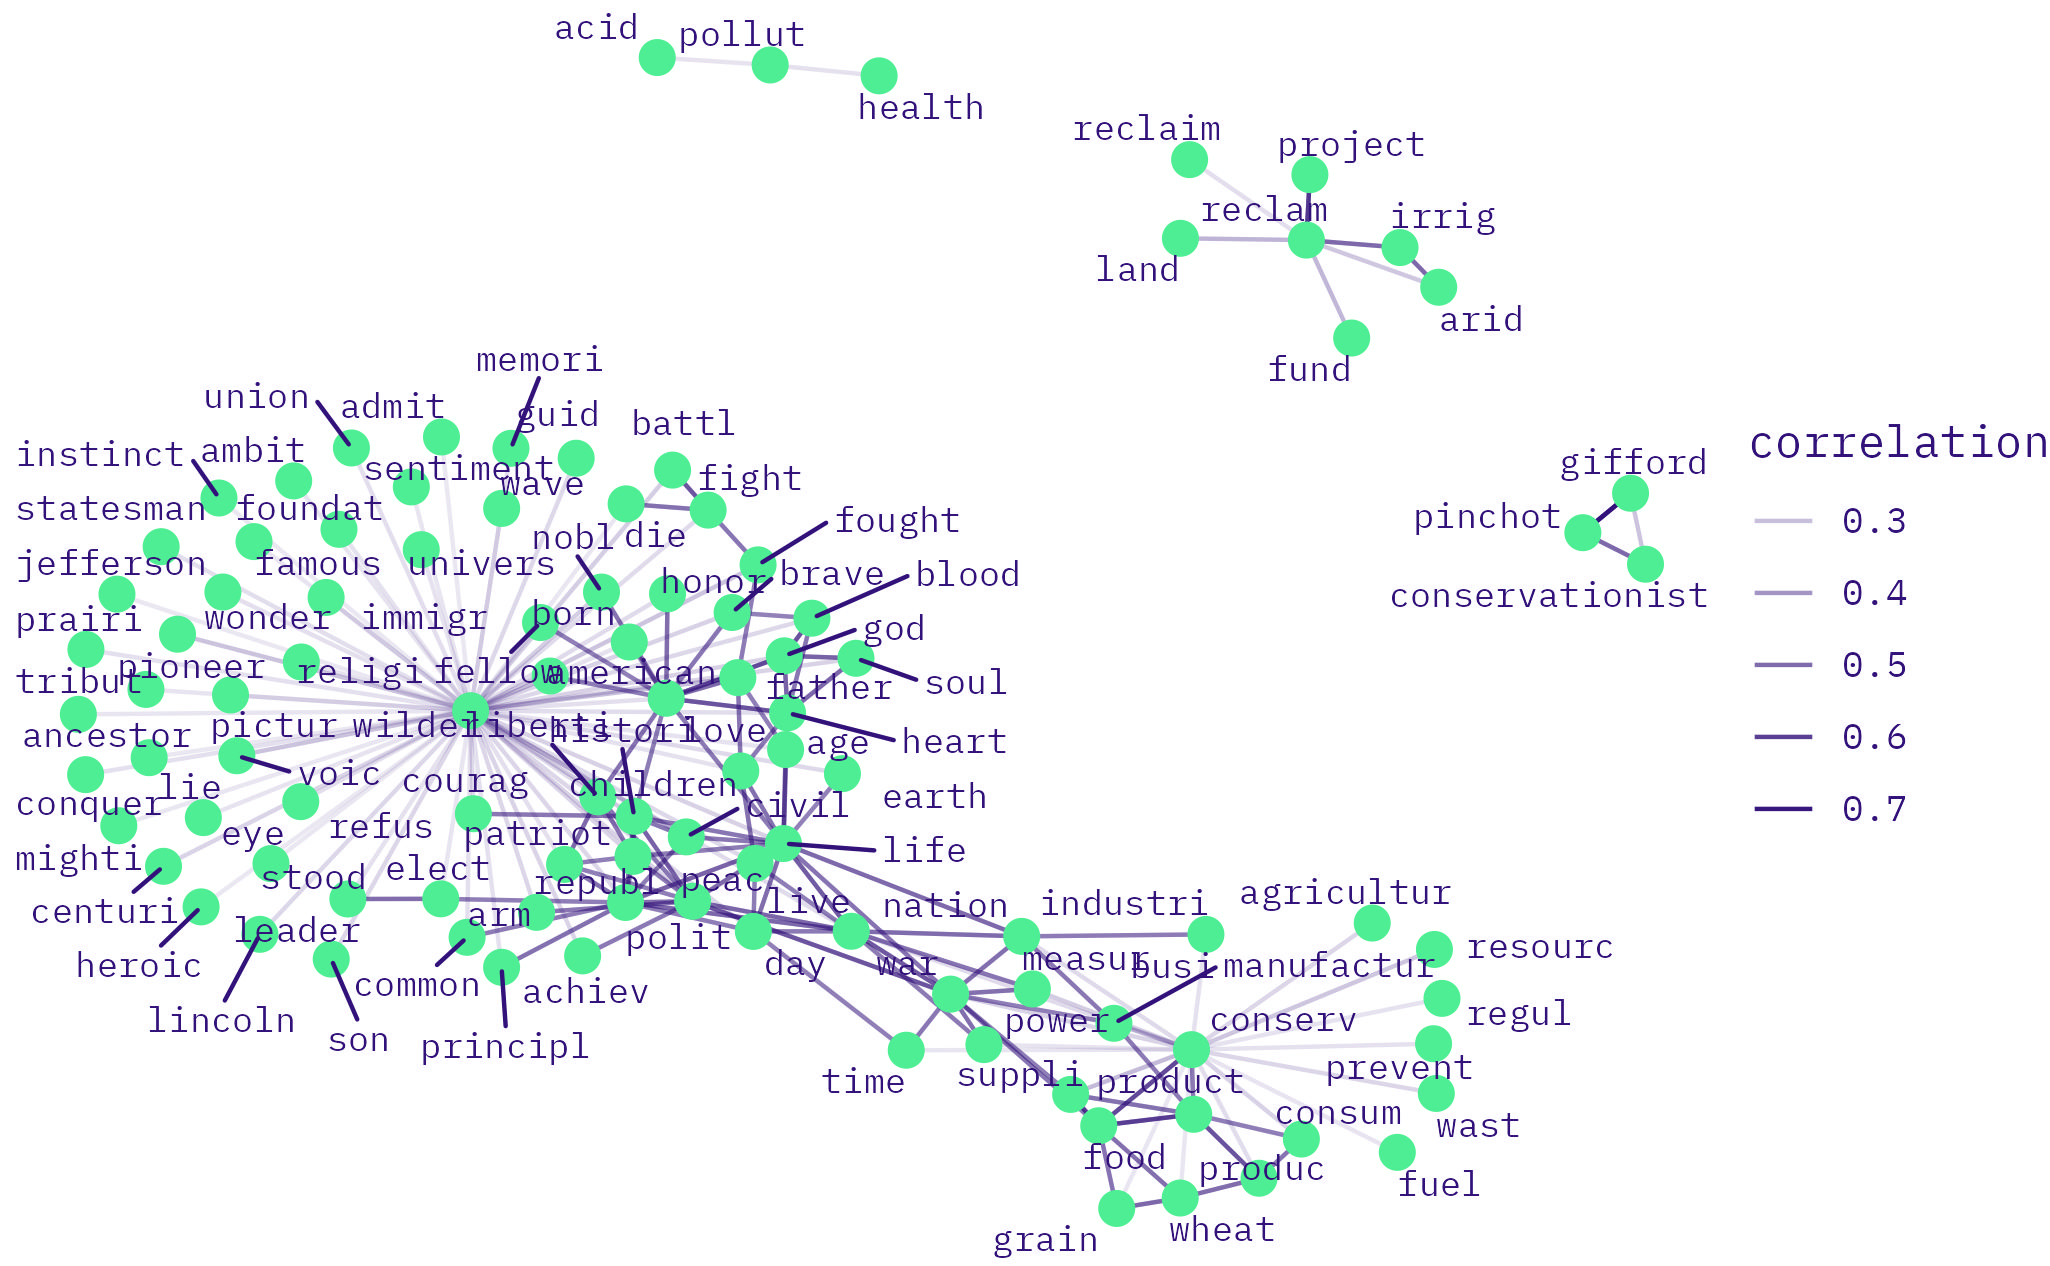 acid
pollut
health
reclaim
project
reclam
irrig
land
arid
fund
memori
union
admit
guid
battl
instinct
ambit
sentiment
wave
fight
gifford
correlation
statesman
foundat
nobl
die
fought
pinchot
0.3
jefferson
famous
univers
honor
brave
blood
conservationist
0.4
prairi
wonder
immigr
born
god
tribut
pioneer
religi
fellow
american
father
soul
0.5
ancestor
pictur
wilder
liberti
histori
love
age
heart
0.6
conquer
lie
voic
courag
children
civil
earth
0.7
mighti
eye
refus
patriot
life
centuri
stood
elect
republ
peac
live
nation
industri
agricultur
heroic
leader
arm
polit
day
war
measur
busi
manufactur
resourc
lincoln
son
common
principl
achiev
power
conserv
regul
time
suppli
product
prevent
consum
wast
food
produc
fuel
grain
wheat